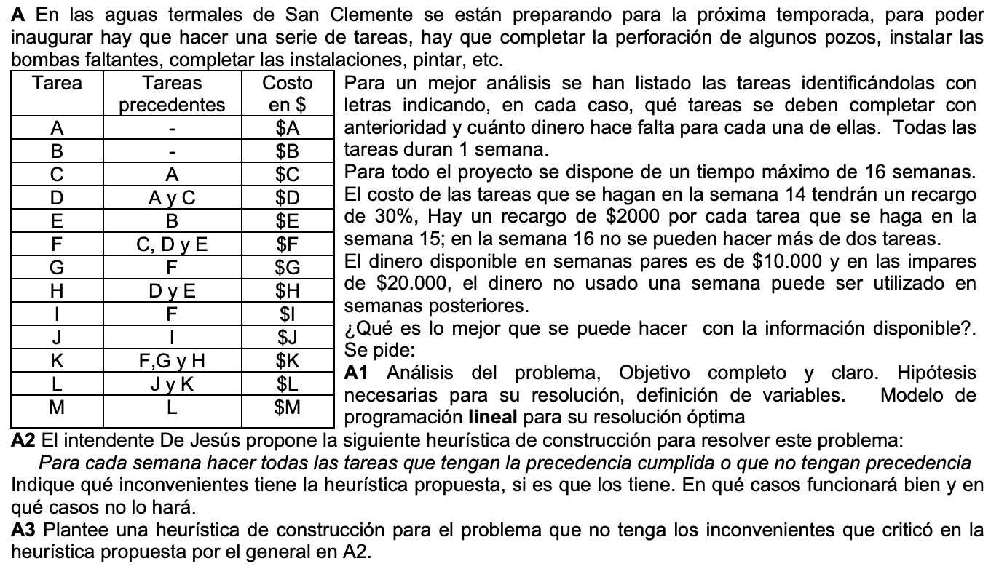 A En las aguas termales de San Clemente se están preparando para la próxima temporada, para poder
inaugurar hay que hacer una serie de tareas, hay que completar la perforación de algunos pozos, instalar las
bombas faltantes, completar las instalaciones, pintar, etc.
Tarea Tareas precedentes Costo en $
A - $A
B - $B
C A $C
D A y C $D
E B $E
F C, D y E $F
G F $G
H D y E $H
I F $I
J I $J
K F,G y H $K
L J y K $L
M L $M
Para un mejor análisis se han listado las tareas identificándolas con
letras indicando, en cada caso, qué tareas se deben completar con
anterioridad y cuánto dinero hace falta para cada una de ellas. Todas las
tareas duran 1 semana.
Para todo el proyecto se dispone de un tiempo máximo de 16 semanas.
El costo de las tareas que se hagan en la semana 14 tendrán un recargo
de 30%, Hay un recargo de $2000 por cada tarea que se haga en la
semana 15; en la semana 16 no se pueden hacer más de dos tareas.
El dinero disponible en semanas pares es de $10.000 y en las impares
de $20.000, el dinero no usado una semana puede ser utilizado en
semanas posteriores.
¿Qué es lo mejor que se puede hacer con la información disponible?.
Se pide:
A1 Análisis del problema, Objetivo completo y claro. Hipótesis
necesarias para su resolución, definición de variables. Modelo de
programación lineal para su resolución óptima
A2 El intendente De Jesús propone la siguiente heurística de construcción para resolver este problema:
Para cada semana hacer todas las tareas que tengan la precedencia cumplida o que no tengan precedencia
Indique qué inconvenientes tiene la heurística propuesta, si es que los tiene. En qué casos funcionará bien y en
qué casos no lo hará.
A3 Plantee una heurística de construcción para el problema que no tenga los inconvenientes que criticó en la
heurística propuesta por el general en A2.